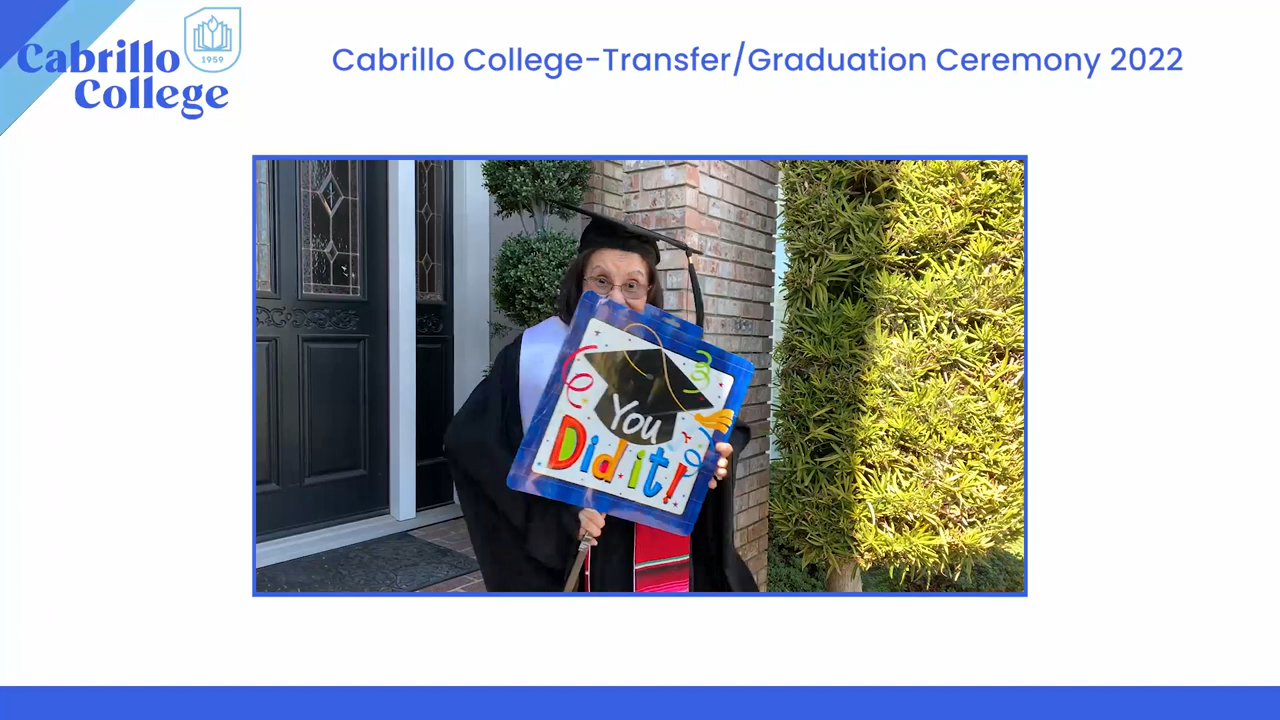 Cabrillo
College
1959
Cabrillo College-Transfer/Graduation Ceremony 2022
You
Did it!